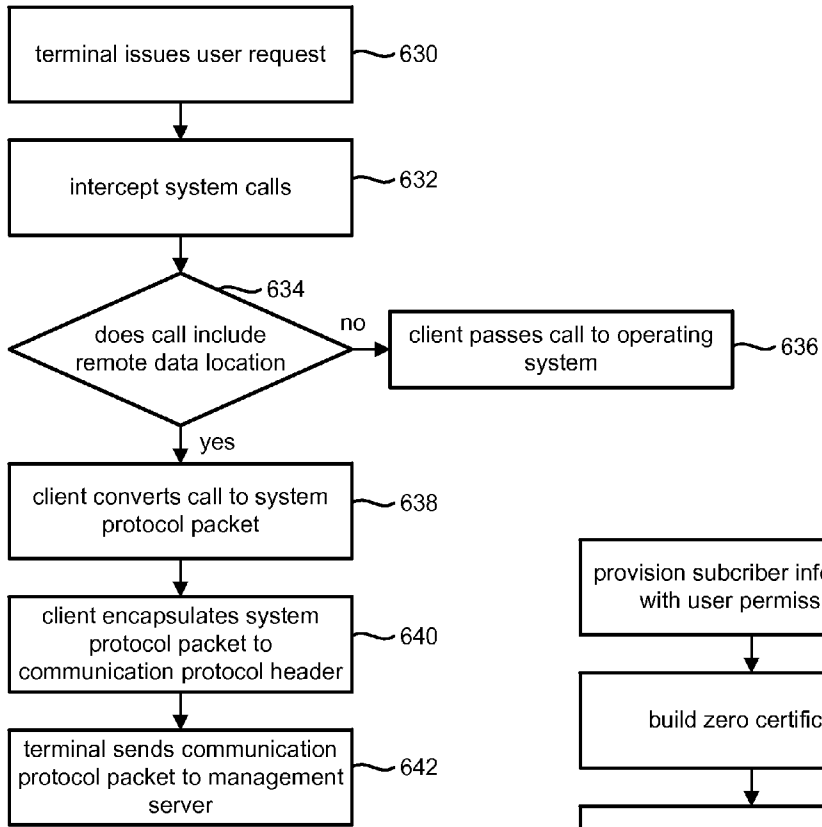 terminal issues user request
630
intercept system calls
632
634
does call include
remote data location
no
client passes call to operating
system
636
yes
client converts call to system
protocol packet
638
client encapsulates system
protocol packet to
communication protocol header
640
terminal sends communication
protocol packet to management
server
642
provision subcriber
with user
build zero